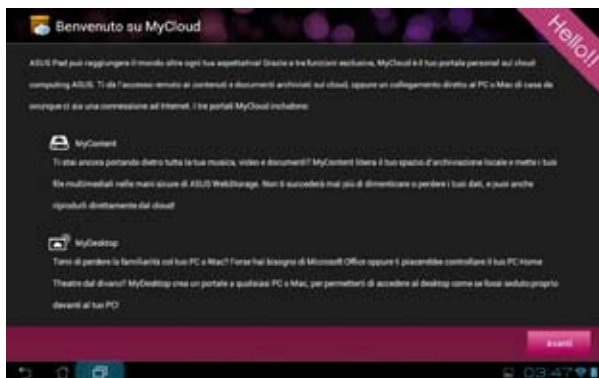 Benvenuto su MyCloud
Hello!!
ASUS Pad può raggiungere il mondo oltre ogni tua aspettativa! Grazie a tre funzioni esclusive, MyCloud è il tuo portale personal sul cloud
computing ASUS. Ti dà l'accesso remoto ai contenuti e documenti archiviati sul cloud, oppure un collegamento diretto al PC o Mac di casa da
ovunque ci sia una connessione ad Internet. I tre portali MyCloud includono:
MyContent
Ti stai ancora portando dietro tutta la tua musica, video e documenti? MyContent libera il tuo spazio d'archiviazione locale e mette i tuoi
file multimediali nelle mani sicure di ASUS WebStorage. Non ti succederà mai più di dimenticare o perdere i tuoi dati, e puoi anche
riprodurli direttamente dal cloud!
MyDesktop
Temi di perdere la familiarità col tuo PC o Mac? Forse hai bisogno di Microsoft Office oppure ti piacerebbe controllare il tuo PC Home
Theatre dal divano? MyDesktop crea un portale a qualsiasi PC o Mac, per permetterti di accedere al desktop come se fossi seduto proprio
davanti al tuo PC!
Avanti
03:47